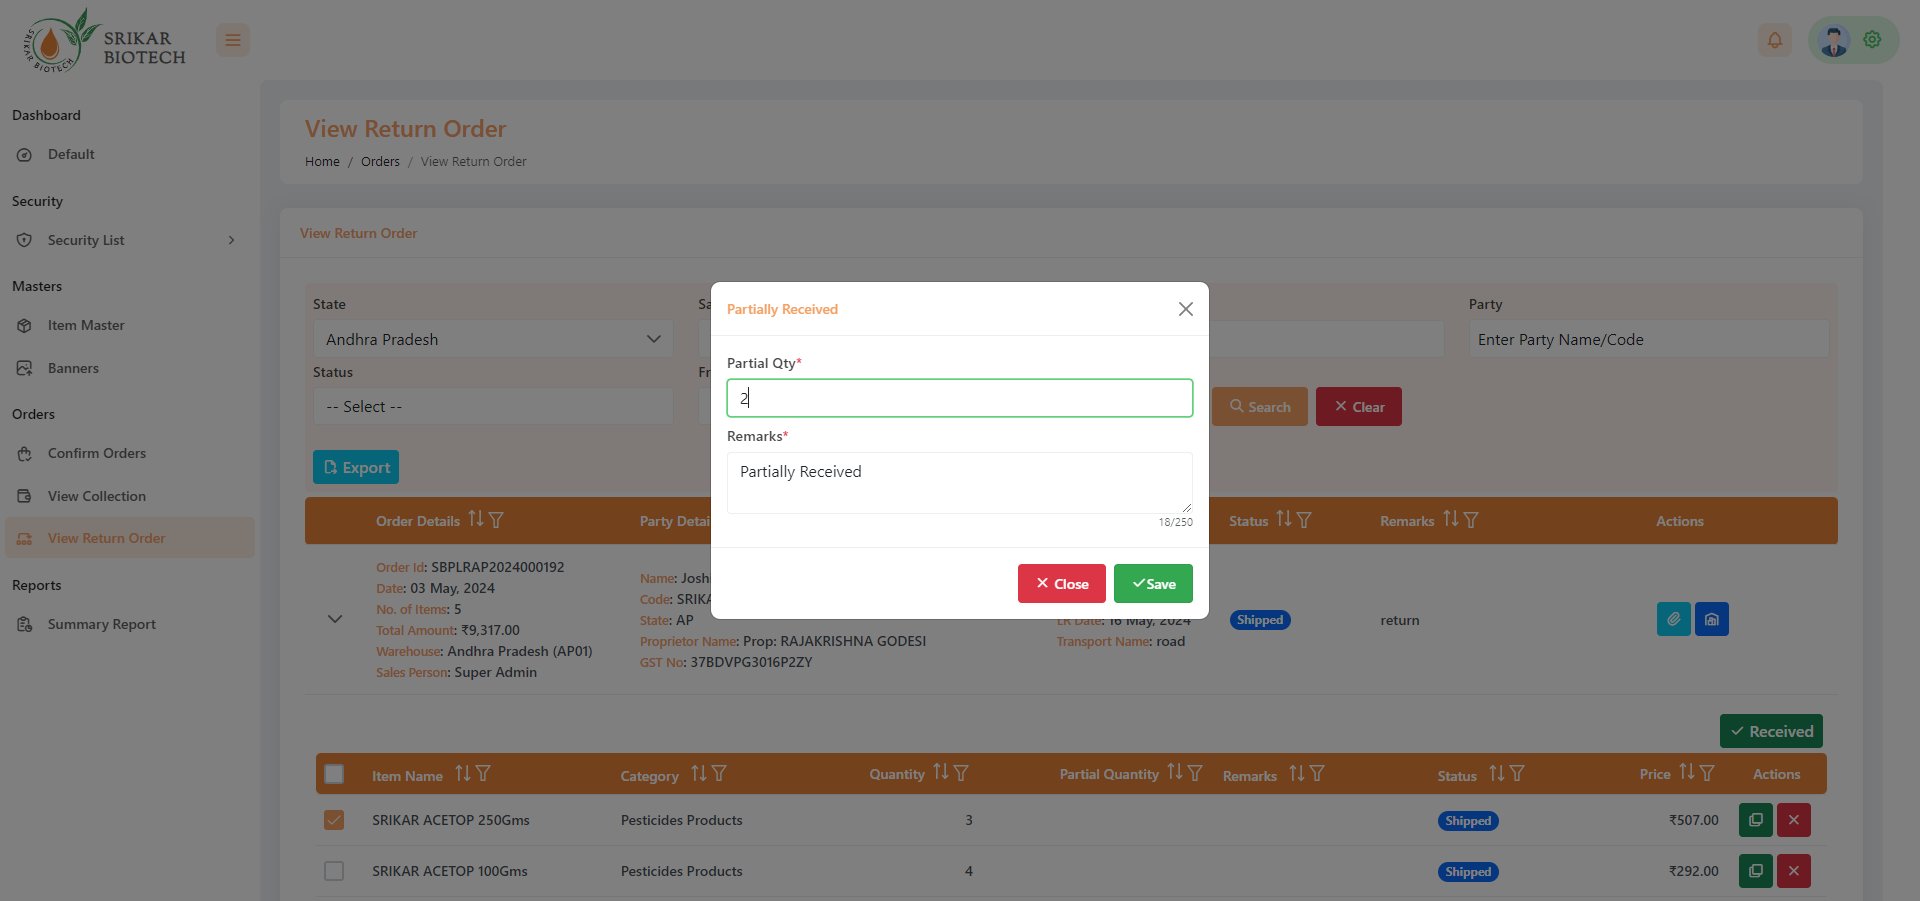 SRIKAR BIOTECH
SRIKAR
BIOTECH
Dashboard
Default
Security
Security List
Masters
Item Master
Banners
Orders
Confirm Orders
View Collection
View Return Order
Reports
Summary Report
View Return Order
Home / Orders / View Return Order
View Return Order
State
Party
Andhra Pradesh
Enter Party Name/Code
Status
-- Select --
Search
Clear
Export
Partially Received
Partial Qty*
2
Remarks*
Partially Received
18/250
Close
Save
Order Details
Status
Remarks
Actions
Order Id: SBPLRAP2024000192
Date: 03 May, 2024
No. of Items: 5
Total Amount: ₹9,317.00
Warehouse: Andhra Pradesh (AP01)
Sales Person: Super Admin
Name:
Code:
State: AP
Proprietor Name: Prop: RAJAKRISHNA GODESI
GST No: 37BDVPG3016P2ZY
LR Date: 16 May, 2024
Transport Name: road
Shipped
return
Received
Item Name Category Quantity Partial Quantity Remarks Status Price Actions
SRIKAR ACETOP 250Gms Pesticides Products 3 Shipped ₹507.00
SRIKAR ACETOP 100Gms Pesticides Products 4 Shipped ₹292.00